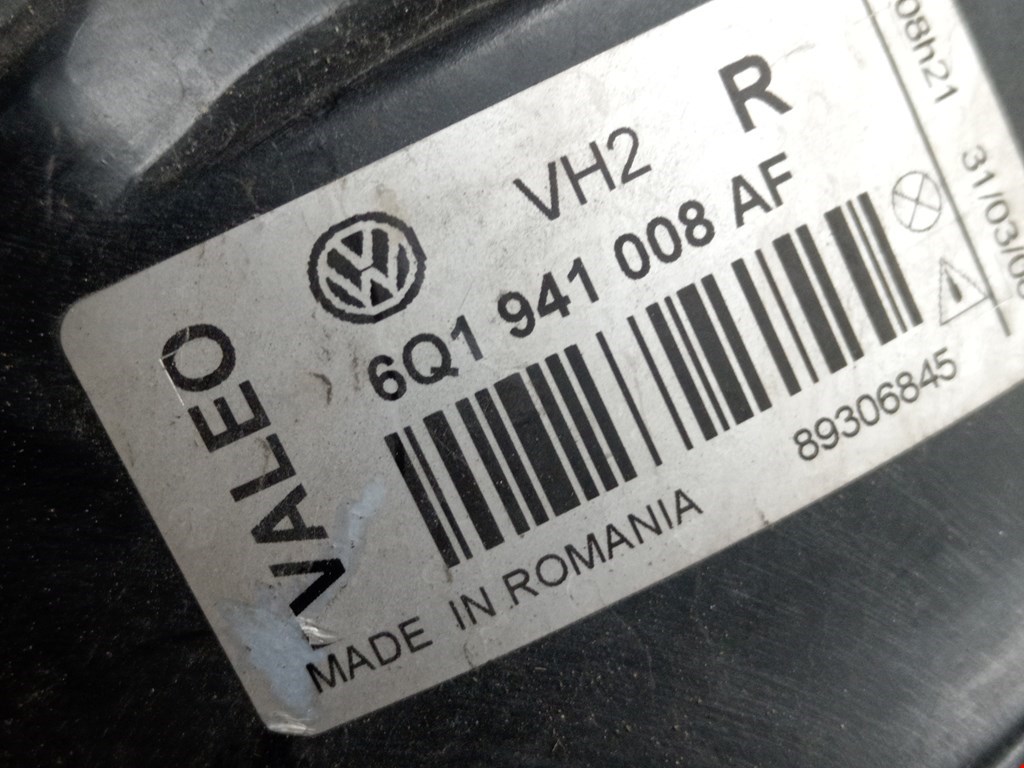 VALEO
VH2 R
6Q1 941 008 AF
89306845
MADE IN ROMANIA
08h21
31/03/0